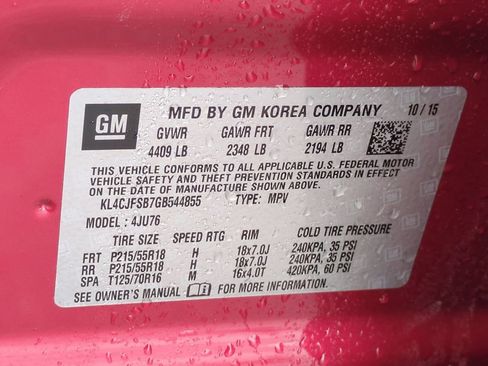 GM MFD BY GM KOREA COMPANY 10/15
GVWR GAWR FRT GAWR RR
4409 LB 2348 LB 2194 LB
THIS VEHICLE CONFORMS TO ALL APPLICABLE U.S. FEDERAL MOTOR
VEHICLE SAFETY AND THEFT PREVENTION STANDARDS IN EFFECT
ON THE DATE OF MANUFACTURE SHOWN ABOVE.
KL4CJFSB7GB544855 TYPE: MPV
MODEL: 4JU76
TIRE SIZE SPEED RTG RIM COLD TIRE PRESSURE
FRT P215/55R18 H 18x7.0J 240KPA, 35 PSI
RR P215/55R18 H 18x7.0J 240KPA, 35 PSI
SPA T125/70R16 M 16x4.0T 420KPA, 60 PSI
SEE OWNER'S MANUAL FOR MORE INFORMATION.